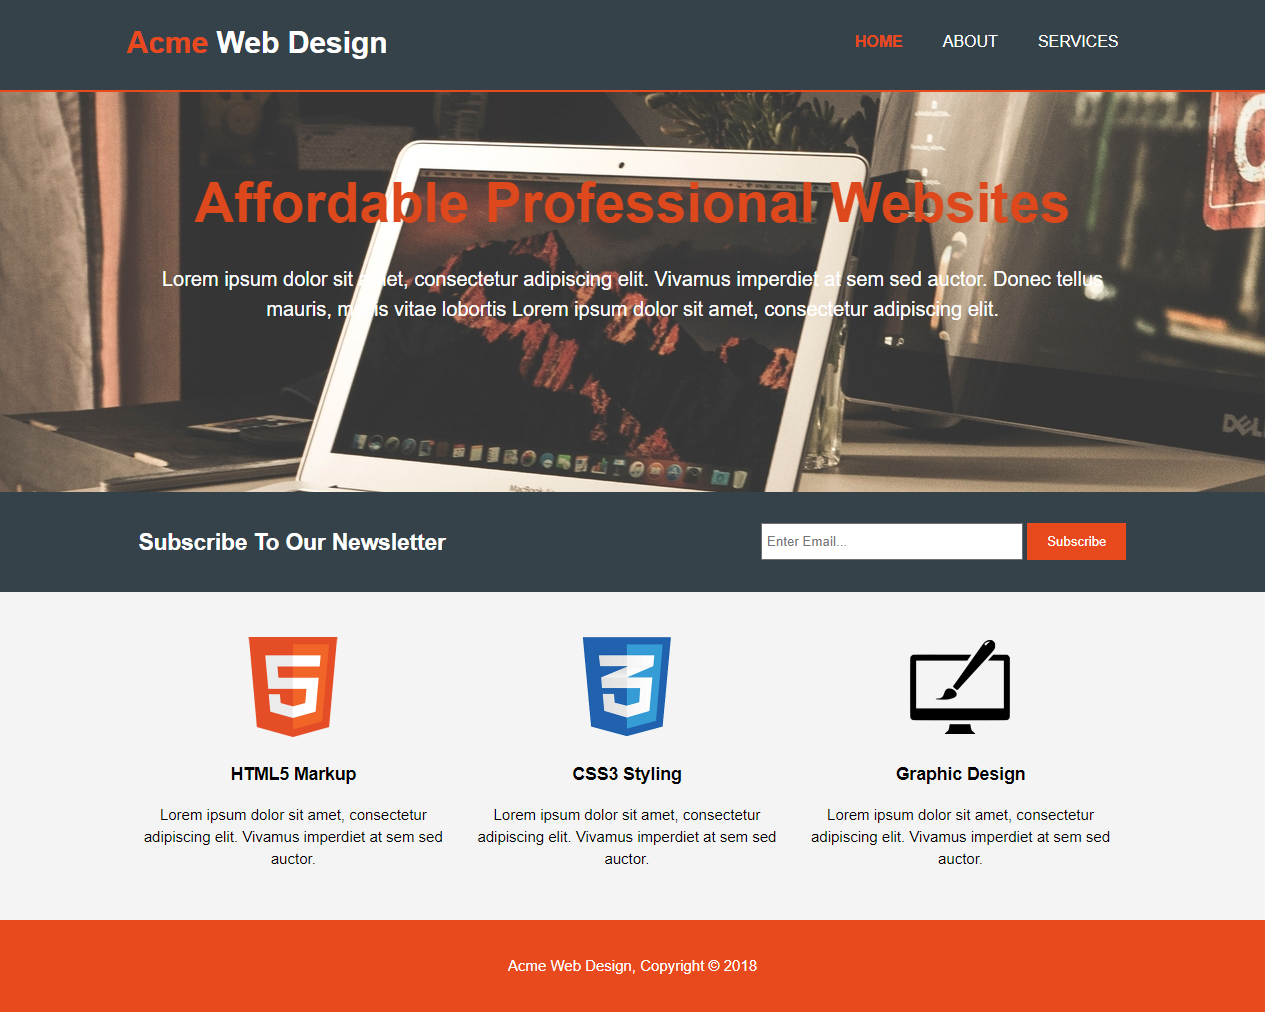 Acme Web Design
HOME ABOUT SERVICES
Affordable Professional Websites
Lorem ipsum dolor sit amet, consectetur adipiscing elit. Vivamus imperdiet at sem sed auctor. Donec tellus
mauris, mattis vitae lobortis Lorem ipsum dolor sit amet, consectetur adipiscing elit.
DELL
Subscribe To Our Newsletter
Enter Email...
Subscribe
HTML5 Markup
Lorem ipsum dolor sit amet, consectetur
adipiscing elit. Vivamus imperdiet at sem sed
auctor.
CSS3 Styling
Lorem ipsum dolor sit amet, consectetur
adipiscing elit. Vivamus imperdiet at sem sed
auctor.
Graphic Design
Lorem ipsum dolor sit amet, consectetur
adipiscing elit. Vivamus imperdiet at sem sed
auctor.
Acme Web Design, Copyright © 2018